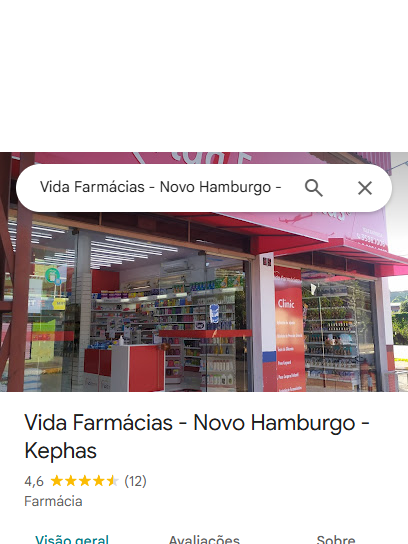 Vida Farmácias - Novo Hamburgo -
Clinic
Vida Farmácias - Novo Hamburgo -
Kephas
4,6 (12)
Farmácia
Visão geral Avaliações Sobre